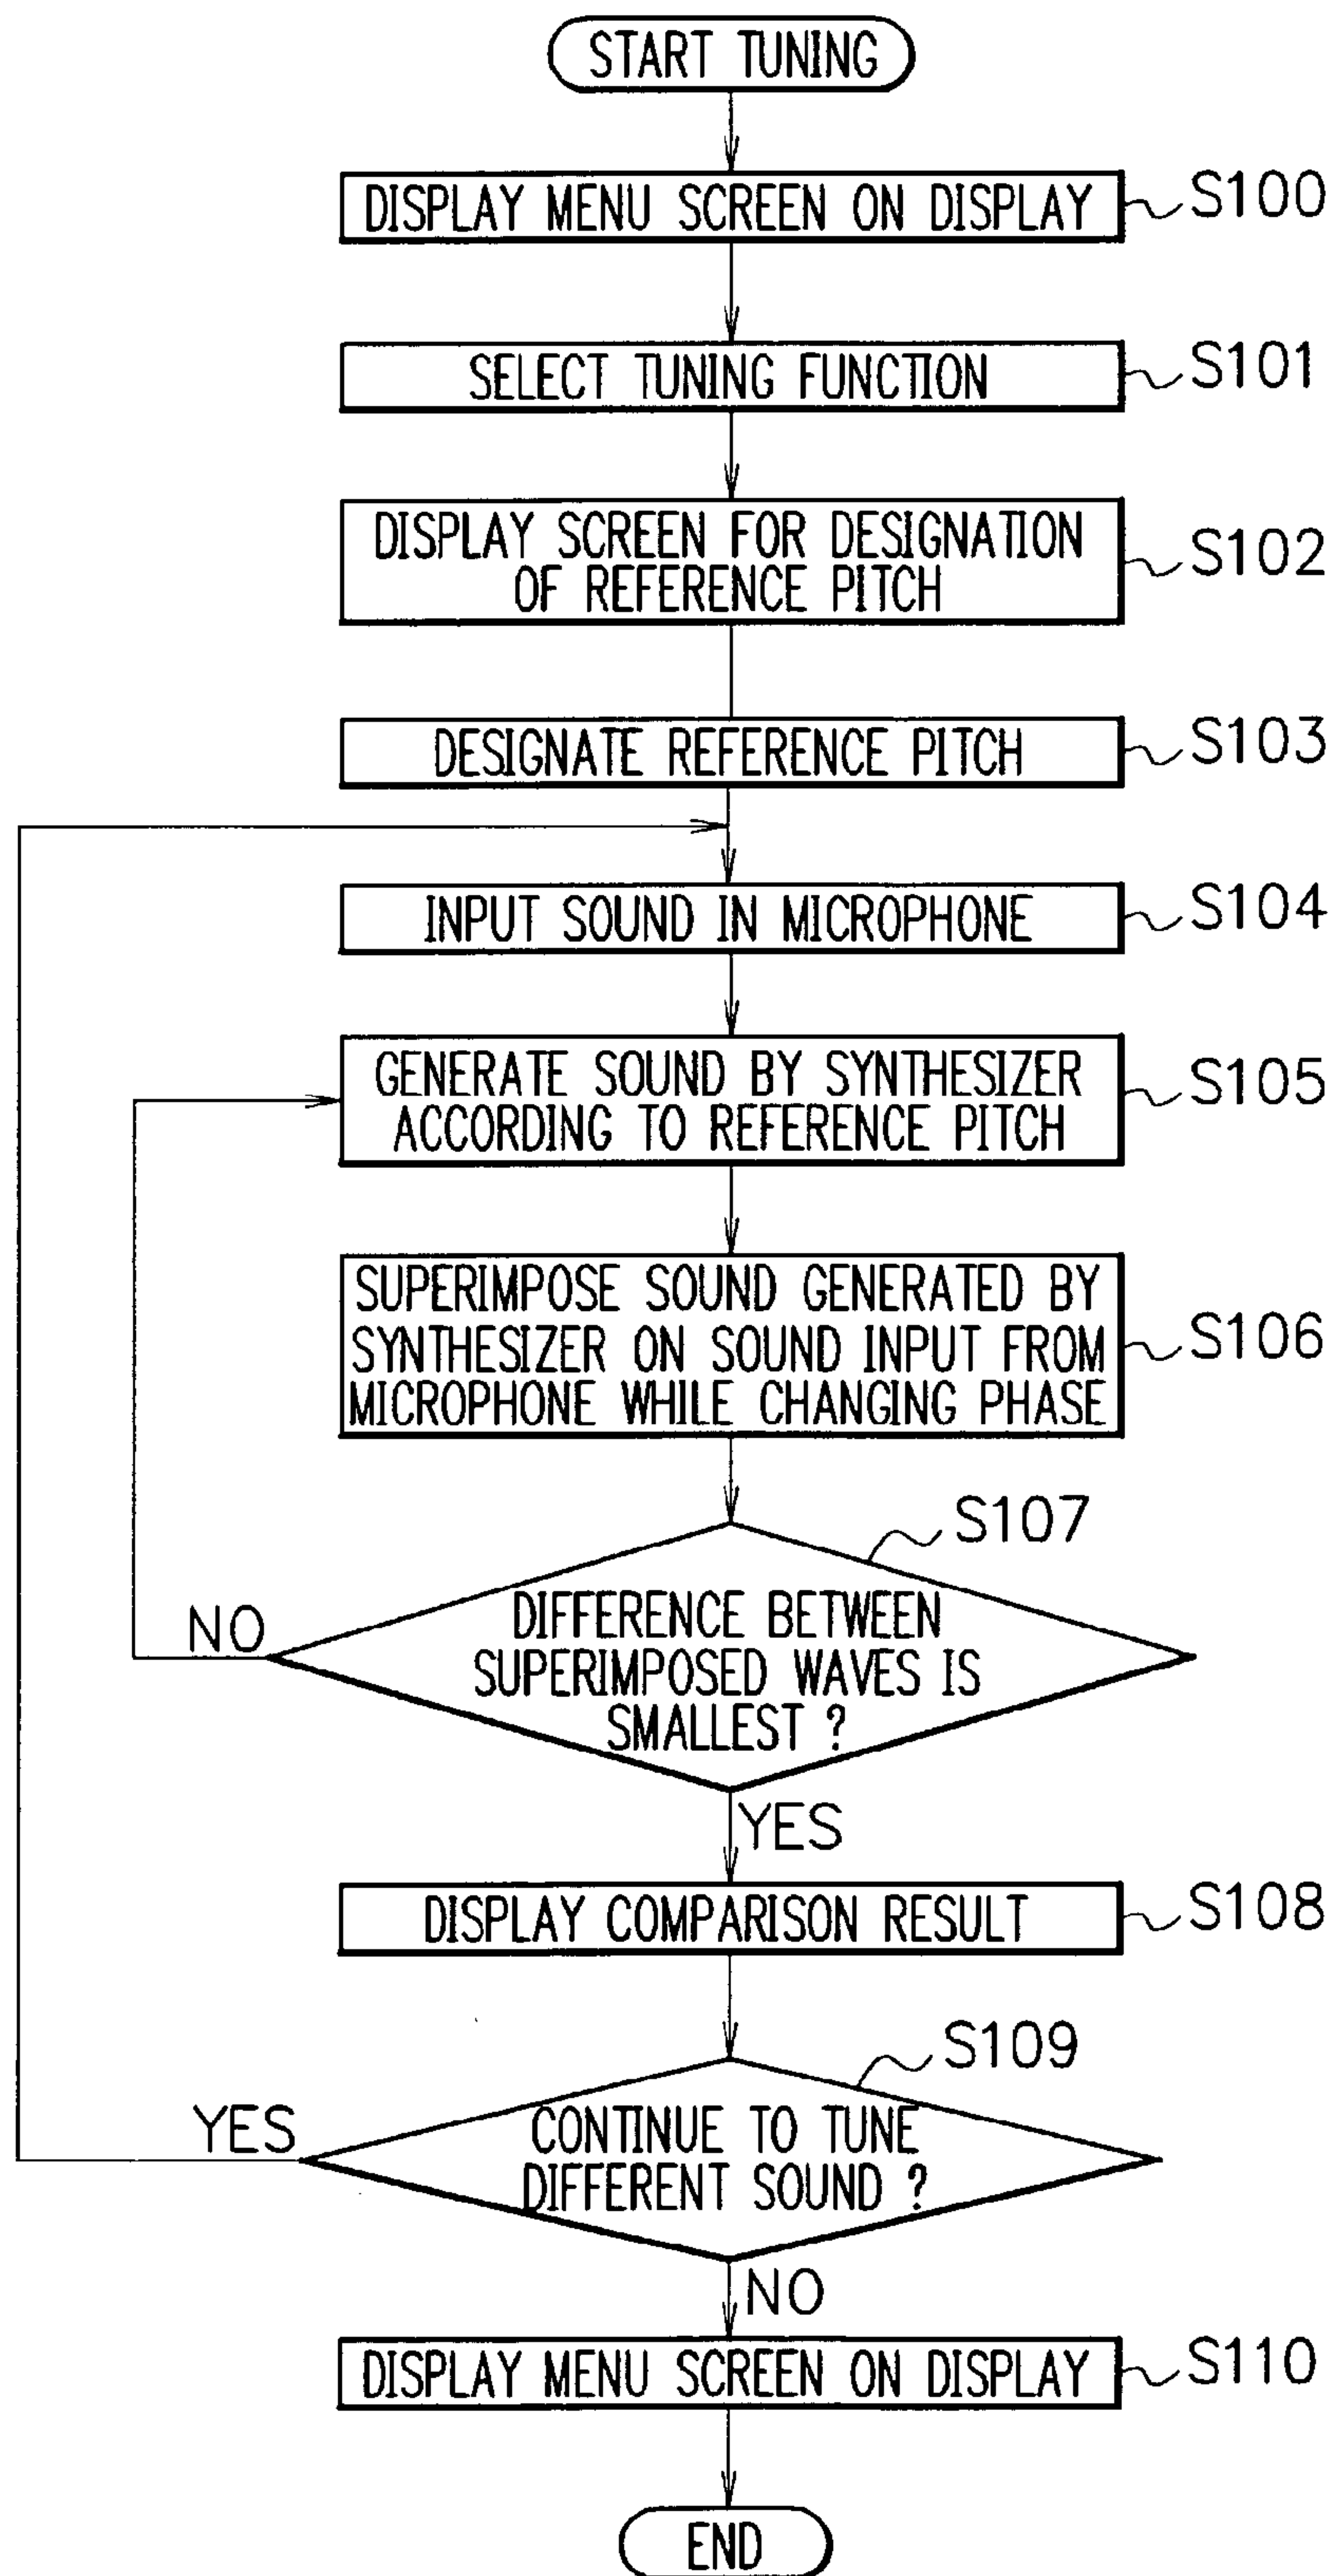 START TUNING
DISPLAY MENU SCREEN ON DISPLAY
S100
SELECT TUNING FUNCTION
S101
DISPLAY SCREEN FOR DESIGNATION
OF REFERENCE PITCH
S102
DESIGNATE REFERENCE PITCH
S103
INPUT SOUND IN MICROPHONE
S104
GENERATE SOUND BY SYNTHESIZER
ACCORDING TO REFERENCE PITCH
S105
SUPERIMPOSE SOUND GENERATED BY
SYNTHESIZER ON SOUND INPUT FROM
MICROPHONE WHILE CHANGING PHASE
S106
S107
DIFFERENCE BETWEEN
SUPERIMPOSED WAVES IS
SMALLEST ?
NO
YES
DISPLAY COMPARISON RESULT
S108
S109
CONTINUE TO TUNE
DIFFERENT SOUND ?
YES
NO
DISPLAY MENU SCREEN ON DISPLAY
S110
END